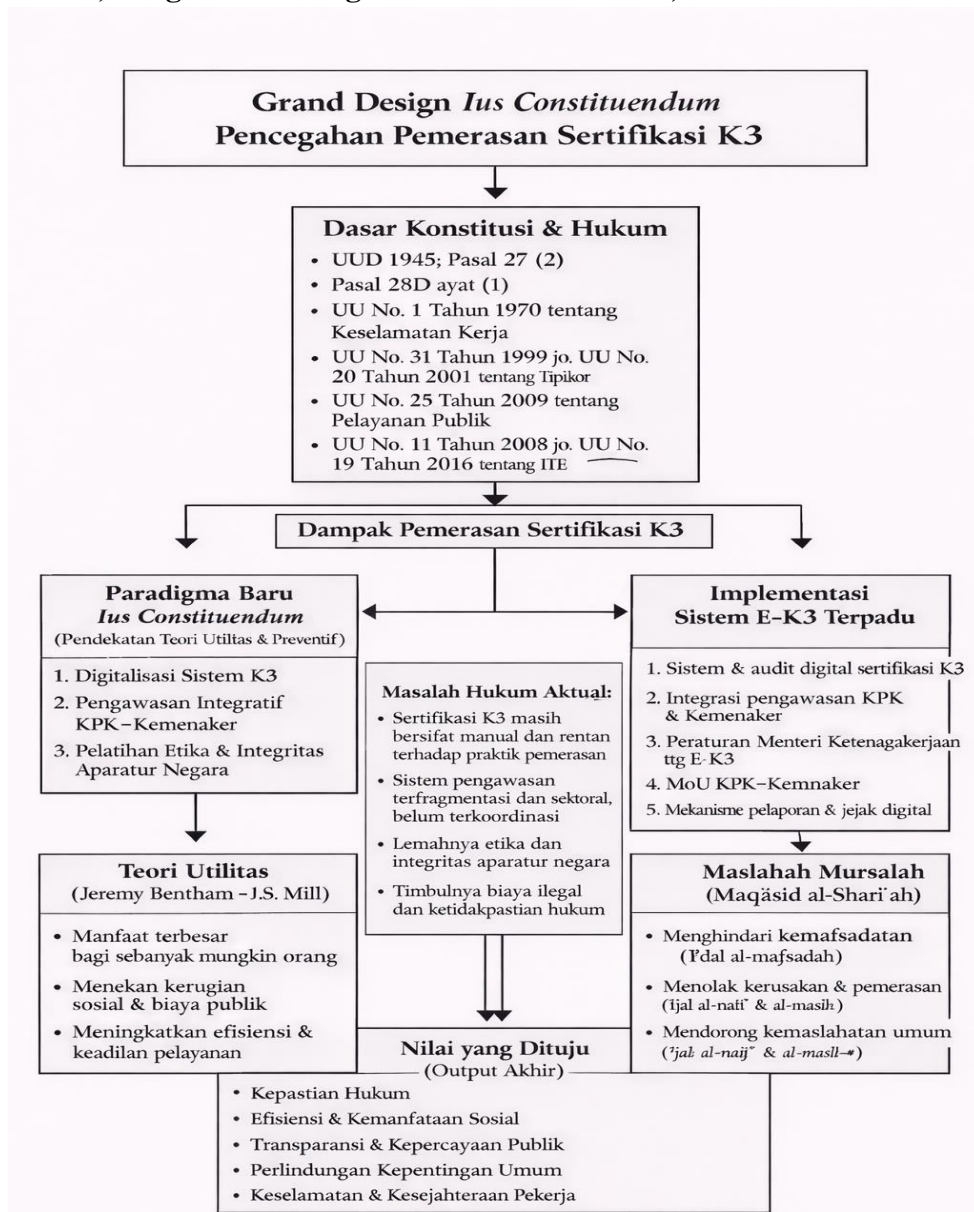 Grand Design Ius Constituendum
Pencegahan Pemerasan Sertifikasi K3
Dasar Konstitusi & Hukum
• UUD 1945; Pasal 27 (2)
• Pasal 28D ayat (1)
• UU No. 1 Tahun 1970 tentang
Keselamatan Kerja
• UU No. 31 Tahun 1999 jo. UU No.
20 Tahun 2001 tentang Tipikor
• UU No. 25 Tahun 2009 tentang
Pelayanan Publik
• UU No. 11 Tahun 2008 jo. UU No.
19 Tahun 2016 tentang ITE
Dampak Pemerasan Sertifikasi K3
Paradigma Baru
Ius Constituendum
(Pendekatan Teori Utilitas & Preventif)
1. Digitalisasi Sistem K3
2. Pengawasan Integratif
KPK–Kemenaker
3. Pelatihan Etika & Integritas
Aparatur Negara
Masalah Hukum Aktual:
• Sertifikasi K3 masih
bersifat manual dan rentan
terhadap praktik pemerasan
• Sistem pengawasan
terfragmentasi dan sektoral,
belum terkoordinasi
• Lemahnya etika dan
integritas aparatur negara
• Timbulnya biaya ilegal
dan ketidakpastian hukum
Implementasi
Sistem E–K3 Terpadu
1. Sistem & audit digital sertifikasi K3
2. Integrasi pengawasan KPK
& Kemenaker
3. Peraturan Menteri Ketenagakerjaan
ttg E-K3
4. MoU KPK–Kemnaker
5. Mekanisme pelaporan & jejak digital
Teori Utilitas
(Jeremy Bentham –J.S. Mill)
• Manfaat terbesar
bagi sebanyak mungkin orang
• Menekan kerugian
sosial & biaya publik
• Meningkatkan efisiensi &
keadilan pelayanan
Maslahah Mursalah
(Maqäsid al-Shari'ah)
• Menghindari kemafsadatan
al-mafsadah)
• Menolak kerusakan & pemerasan
• Mendorong kemaslahatan umum
Nilai yang Dituju
(Output Akhir)
• Kepastian Hukum
• Efisiensi & Kemanfataan Sosial
• Transparansi & Kepercayaan Publik
• Perlindungan Kepentingan Umum
• Keselamatan & Kesejahteraan Pekerja